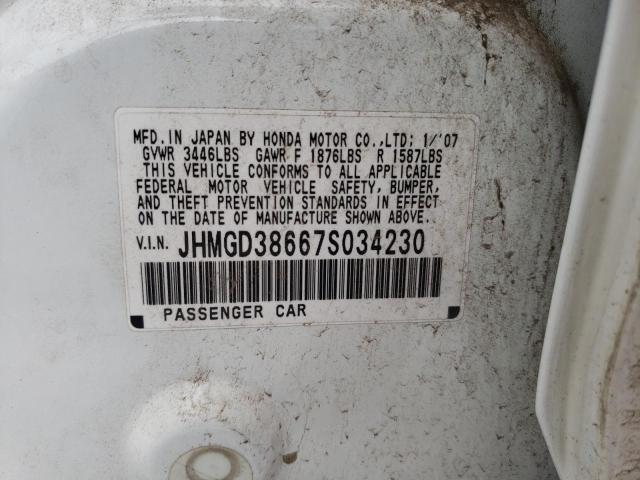 MFD. IN JAPAN BY HONDA MOTOR CO.,LTD; 1/'07
GVWR 3446LBS GAWR F 1876LBS R 1587LBS
THIS VEHICLE CONFORMS TO ALL APPLICABLE
FEDERAL MOTOR VEHICLE SAFETY, BUMPER,
AND THEFT PREVENTION STANDARDS IN EFFECT
ON THE DATE OF MANUFACTURE SHOWN ABOVE.
V.I.N. JHMGD38667S034230
PASSENGER CAR